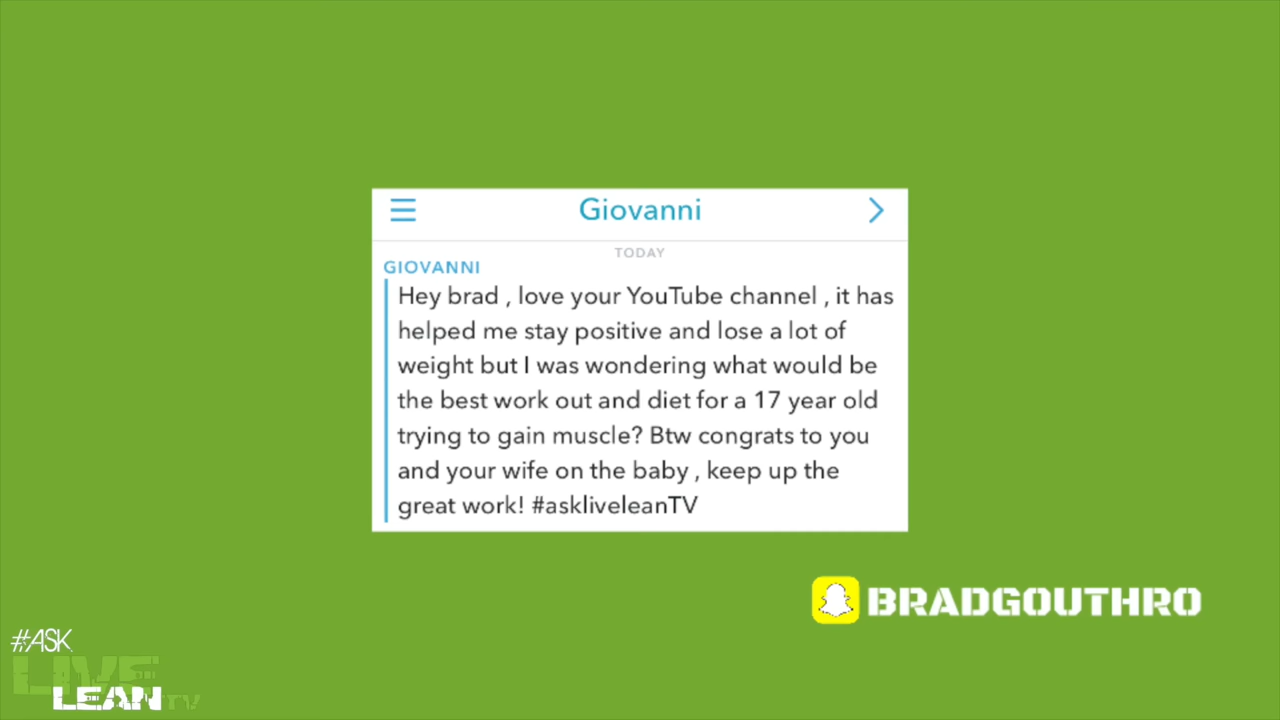 Giovanni
TODAY
GIOVANNI
Hey brad , love your YouTube channel , it has
helped me stay positive and lose a lot of
weight but I was wondering what would be
the best work out and diet for a 17 year old
trying to gain muscle? Btw congrats to you
and your wife on the baby , keep up the
great work! #askliveleanTV
BRADGOUTHRO
#ASK
LIVE
LEAN TV